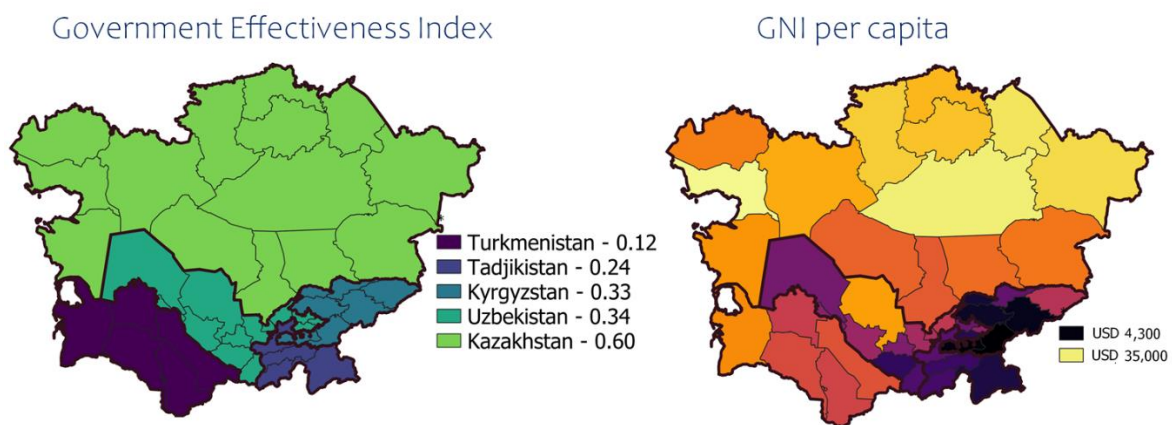 Government Effectiveness Index
GNI per capita
Turkmenistan - 0.12
Tadjikistan - 0.24
Kyrgyzstan - 0.33
Uzbekistan - 0.34
Kazakhstan - 0.60
USD 4,300
USD 35,000